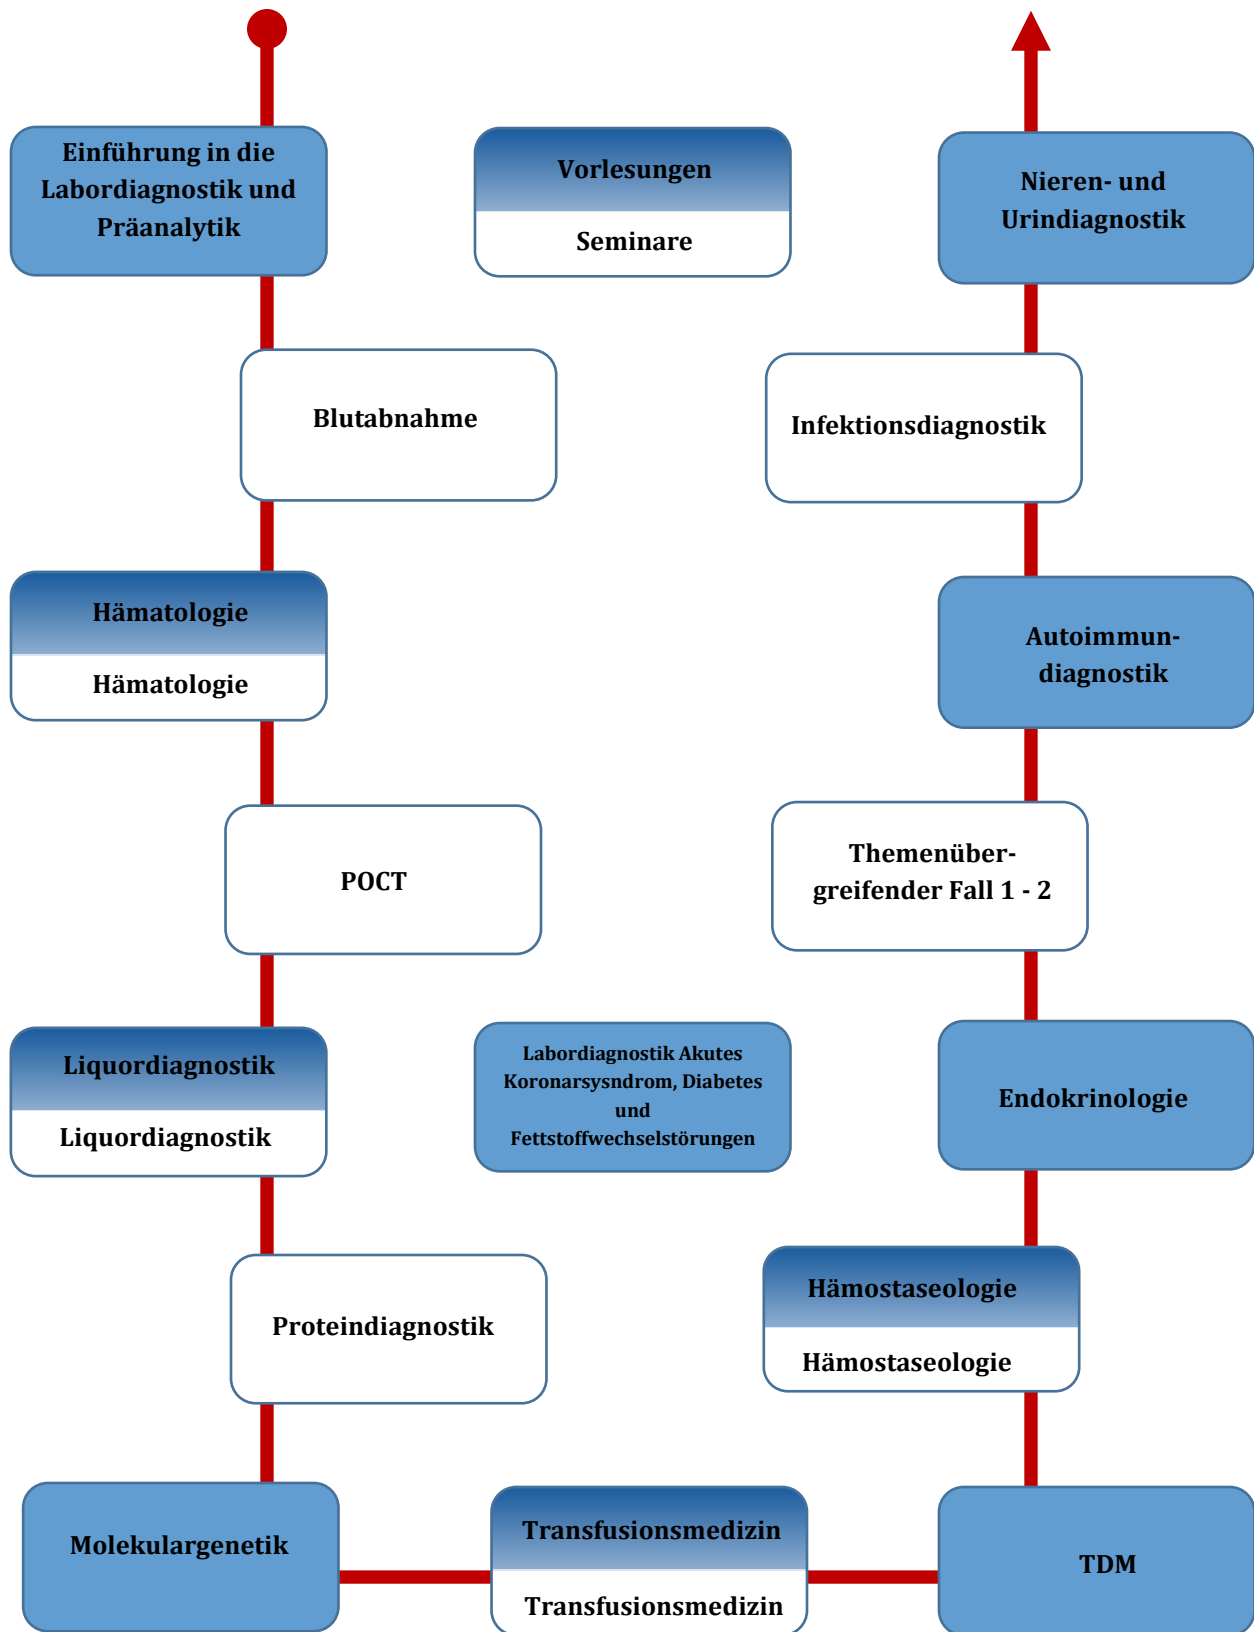 Einführung in die
Labordiagnostik und
Präanalytik
Vorlesungen
Seminare
Nieren- und
Urindiagnostik
Blutabnahme
Infektionsdiagnostik
Hämatologie
Hämatologie
Autoimmun-
diagnostik
POCT
Themenüber-
greifender Fall 1 - 2
Liquordiagnostik
Liquordiagnostik
Labordiagnostik Akutes
Koronarsysndrom, Diabetes
und
Fettstoffwechselstörungen
Endokrinologie
Proteindiagnostik
Hämostaseologie
Hämostaseologie
Molekulargenetik
Transfusionsmedizin
Transfusionsmedizin
TDM